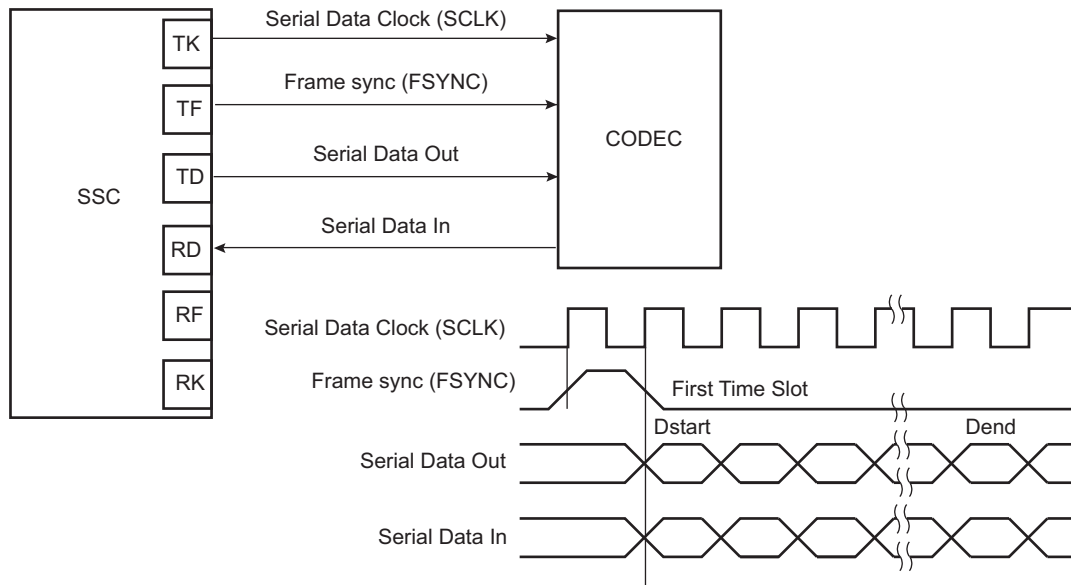 Serial Data Clock (SCLK)
TK
Frame sync (FSYNC)
TF
CODEC
Serial Data Out
TD
SSC
Serial Data In
RD
RF
Serial Data Clock (SCLK)
RK
Frame sync (FSYNC)
First Time Slot
Dstart
Dend
Serial Data Out
Serial Data In